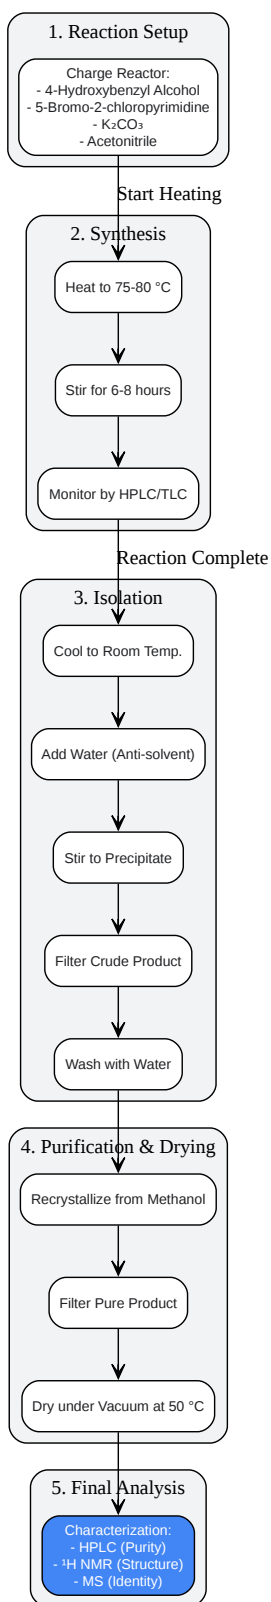 1. Reaction Setup
Charge Reactor:
- 4-Hydroxybenzyl Alcohol
- 5-Bromo-2-chloropyrimidine
- K₂CO₃
- Acetonitrile
Start Heating
2. Synthesis
Heat to 75-80 °C
Stir for 6-8 hours
Monitor by HPLC/TLC
Reaction Complete
3. Isolation
Cool to Room Temp.
Add Water (Anti-solvent)
Stir to Precipitate
Filter Crude Product
Wash with Water
4. Purification & Drying
Recrystallize from Methanol
Filter Pure Product
Dry under Vacuum at 50 °C
5. Final Analysis
Characterization:
- HPLC (Purity)
- ¹H NMR (Structure)
- MS (Identity)